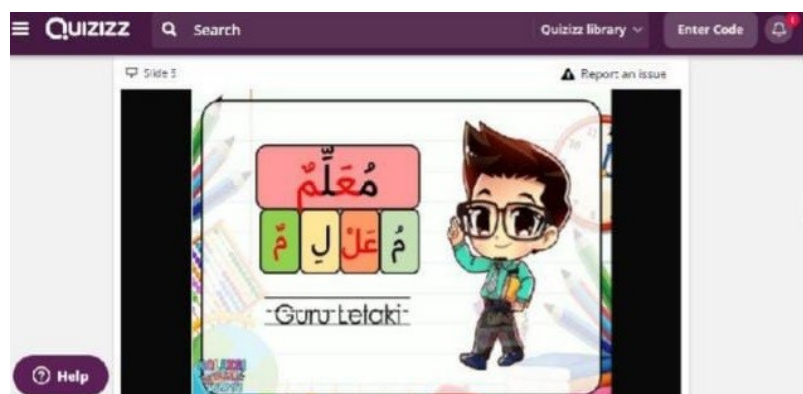 QUIZIZZ Search Quizizz library Enter Code
Slide 5 Report an issue
مُعَلِّمٌ
مُ عَلْ لِ مٌ
Guru Lelaki
Help